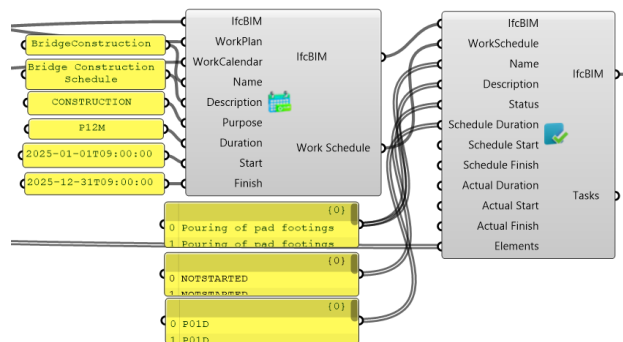 BridgeConstruction
Bridge Construction
Schedule
CONSTRUCTION
P12M
2025-01-01T09:00:00
2025-12-31T09:00:00
IfcBIM
WorkPlan
WorkCalendar
Name
Description
Purpose
Duration
Start
Finish
IfcBIM
Work Schedule
{0}
0 Pouring of pad footings
1 Pouring of pad footings
{0}
0 NOTSTARTED
1 NOTSTARTED
{0}
0 P01D
1 P01D
IfcBIM
WorkSchedule
Name
Description
Status
Schedule Duration
Schedule Start
Schedule Finish
Actual Duration
Actual Start
Actual Finish
Elements
IfcBIM
Tasks